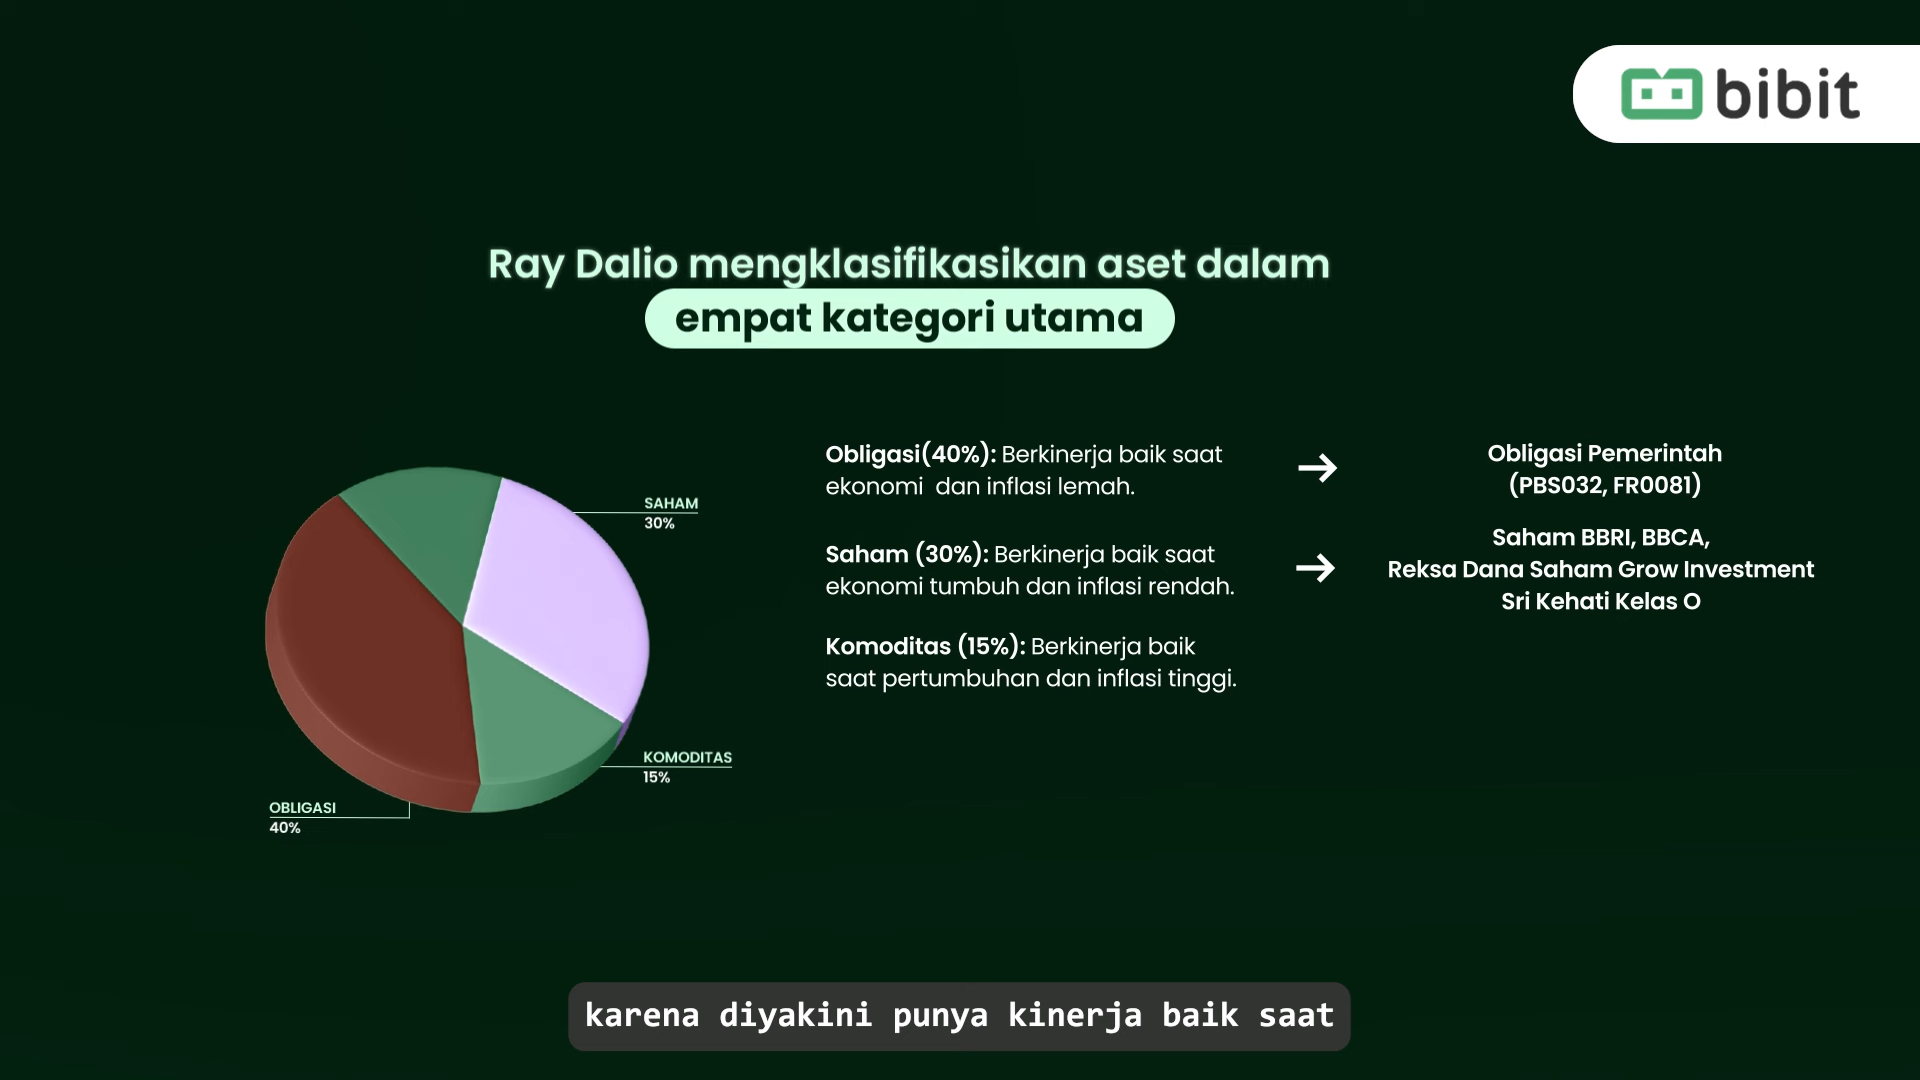 bibit
Ray Dalio mengklasifikasikan aset dalam
empat kategori utama
SAHAM
30%
KOMODITAS
15%
OBLIGASI
40%
Obligasi(40%): Berkinerja baik saat
ekonomi  dan inflasi lemah.
Obligasi Pemerintah
(PBS032, FR0081)
Saham (30%): Berkinerja baik saat
ekonomi tumbuh dan inflasi rendah.
Saham BBRI, BBCA,
Reksa Dana Saham Grow Investment
Sri Kehati Kelas O
Komoditas (15%): Berkinerja baik
saat pertumbuhan dan inflasi tinggi.
karena diyakini punya kinerja baik saat